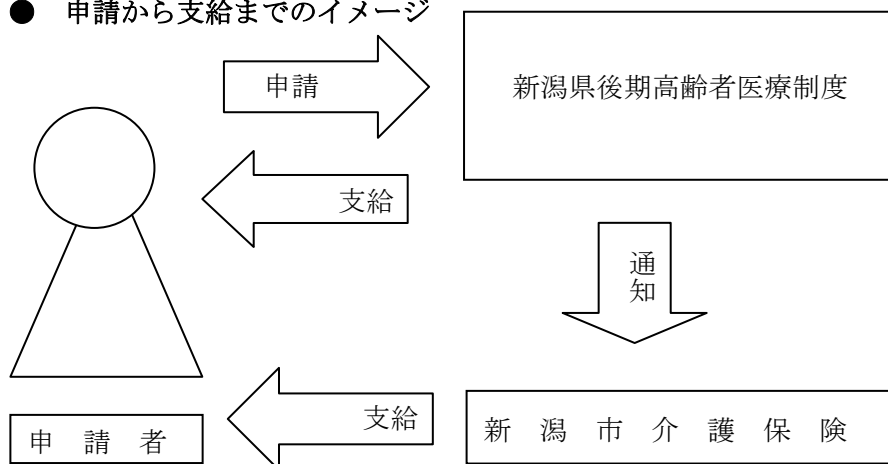 ● 申請から支給までのイメージ
申請
新潟県後期高齢者医療制度
支給
通知
支給
新潟市介護保険
申請者